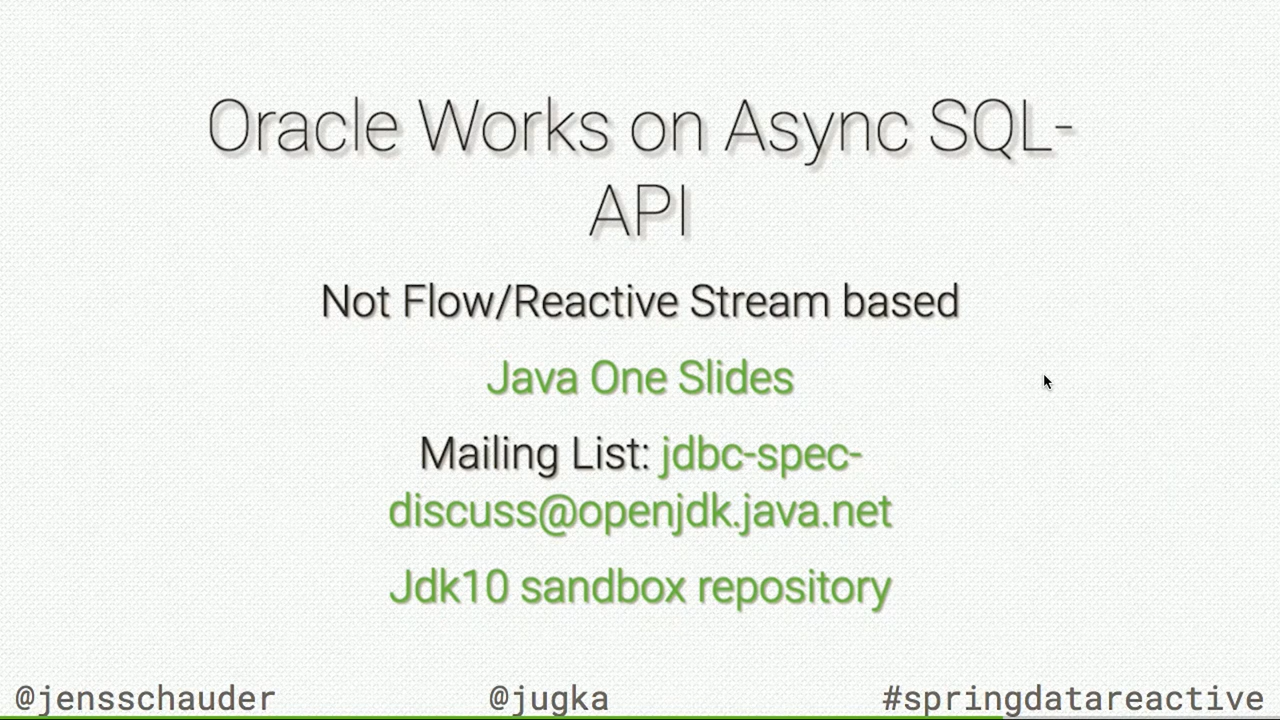 Oracle Works on Async SQL-
API
Not Flow/Reactive Stream based
Java One Slides
Mailing List: jdbc-spec-
discuss@openjdk.java.net
Jdk10 sandbox repository
@jensschauder @jugka #springdatareactive